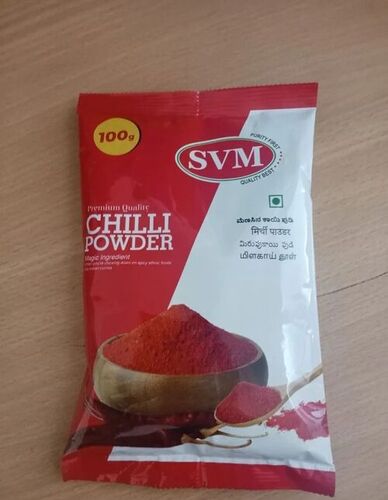 100g
PURITY FIRST
SVM
QUALITY BEST
Premium Quality
CHILLI
POWDER
Magic Ingredient
ಮೆಣಸಿನ ಕಾಯಿ ಪುಡಿ
मिर्ची पाउडर
మిరపకాయ పుడి
மிளகாய் தூள்